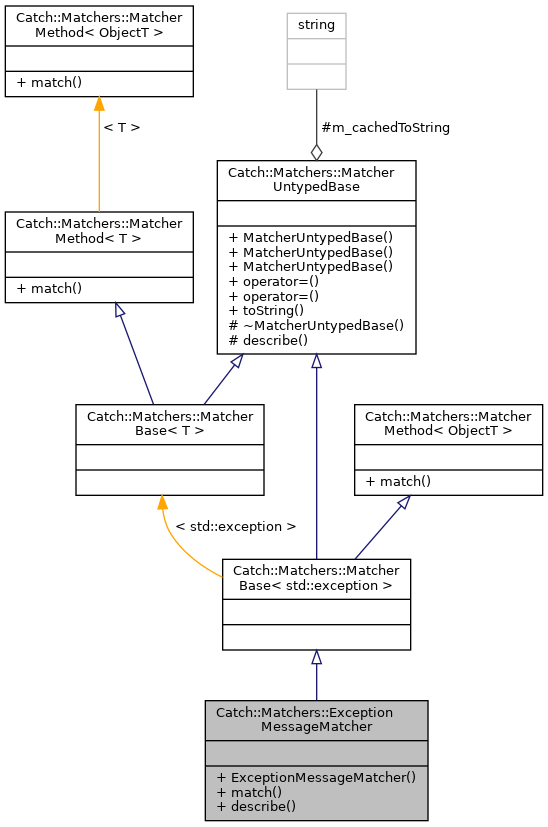 Catch::Matchers::Matcher
Method< ObjectT >
+ match()
string
< T >
#m_cachedToString
Catch::Matchers::Matcher
UntypedBase
+ MatcherUntypedBase()
+ MatcherUntypedBase()
+ MatcherUntypedBase()
+ operator=()
+ operator=()
+ toString()
# ~MatcherUntypedBase()
# describe()
Catch::Matchers::Matcher
Method< T >
+ match()
Catch::Matchers::Matcher
Base< T >
Catch::Matchers::Matcher
Method< ObjectT >
+ match()
< std::exception >
Catch::Matchers::Matcher
Base< std::exception >
Catch::Matchers::Exception
MessageMatcher
+ ExceptionMessageMatcher()
+ match()
+ describe()